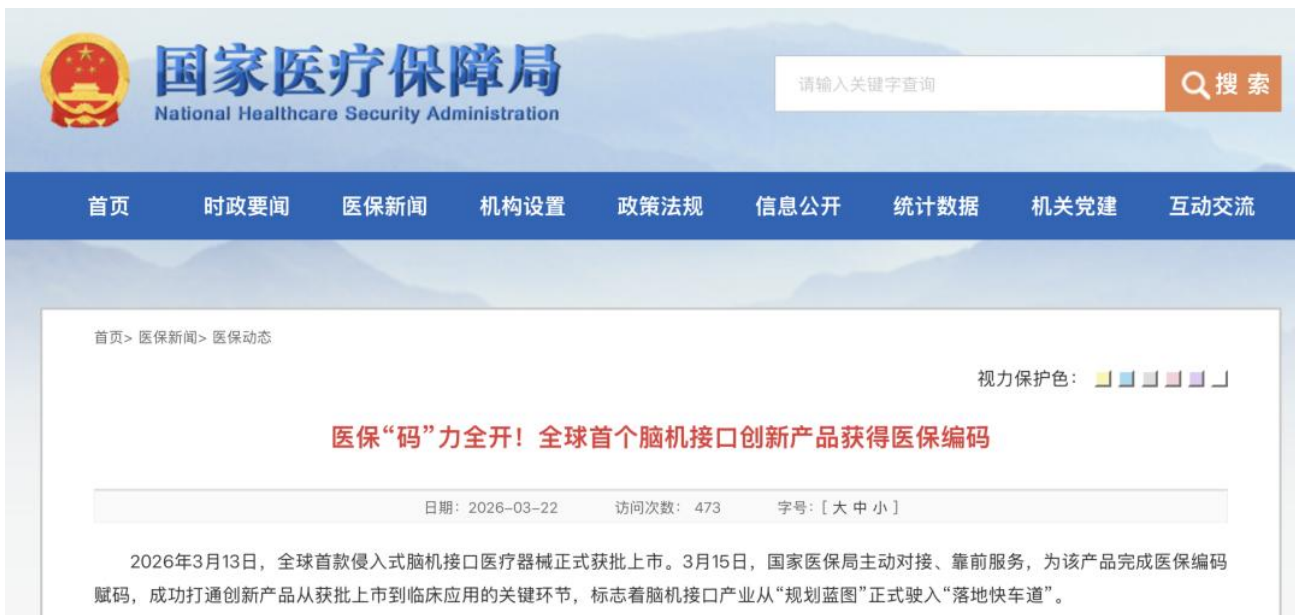 国家医疗保障局
National Healthcare Security Administration
请输入关键字查询
搜 索
首页 时政要闻 医保新闻 机构设置 政策法规 信息公开 统计数据 机关党建 互动交流
首页> 医保新闻> 医保动态
视力保护色：
医保“码”力全开！全球首个脑机接口创新产品获得医保编码
日期：2026-03-22 访问次数： 473 字号：[ 大 中 小 ]
2026年3月13日，全球首款侵入式脑机接口医疗器械正式获批上市。3月15日，国家医保局主动对接、靠前服务，为该产品完成医保编码
赋码，成功打通创新产品从获批上市到临床应用的关键环节，标志着脑机接口产业从“规划蓝图”正式驶入“落地快车道”。